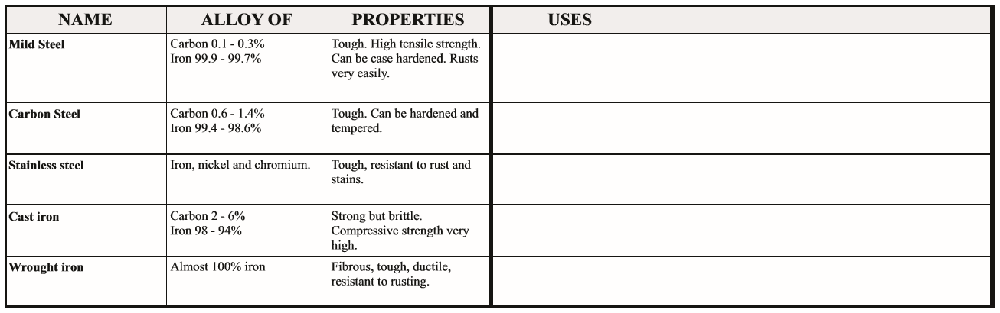 NAME ALLOY OF PROPERTIES USES
Mild Steel
Carbon 0.1 - 0.3%
Iron 99.9 - 99.7%
Tough. High tensile strength.
Can be case hardened. Rusts
very easily.
Carbon Steel
Carbon 0.6 - 1.4%
Iron 99.4 - 98.6%
Tough. Can be hardened and
tempered.
Stainless steel
Iron, nickel and chromium.
Tough, resistant to rust and
stains.
Cast iron
Carbon 2 - 6%
Iron 98 - 94%
Strong but brittle.
Compressive strength very
high.
Wrought iron
Almost 100% iron
Fibrous, tough, ductile,
resistant to rusting.